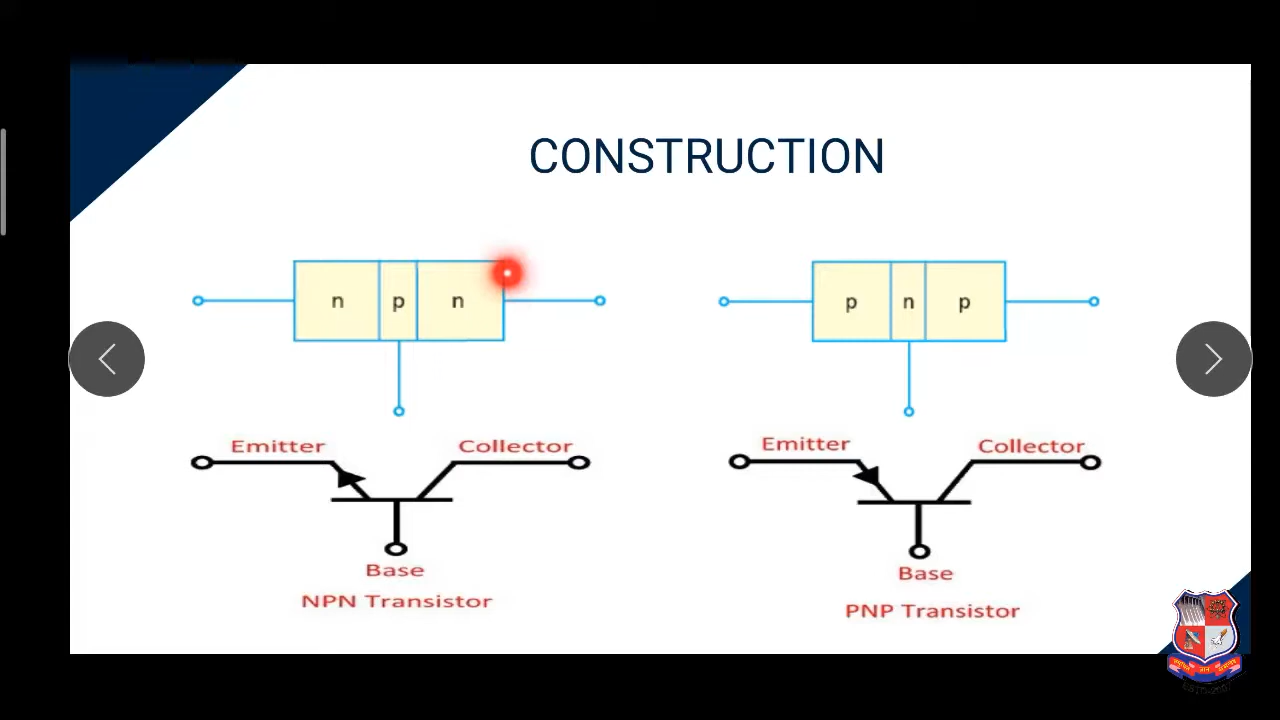 CONSTRUCTION
n p n
p n p
Emitter Collector
Base
NPN Transistor
Emitter Collector
Base
PNP Transistor